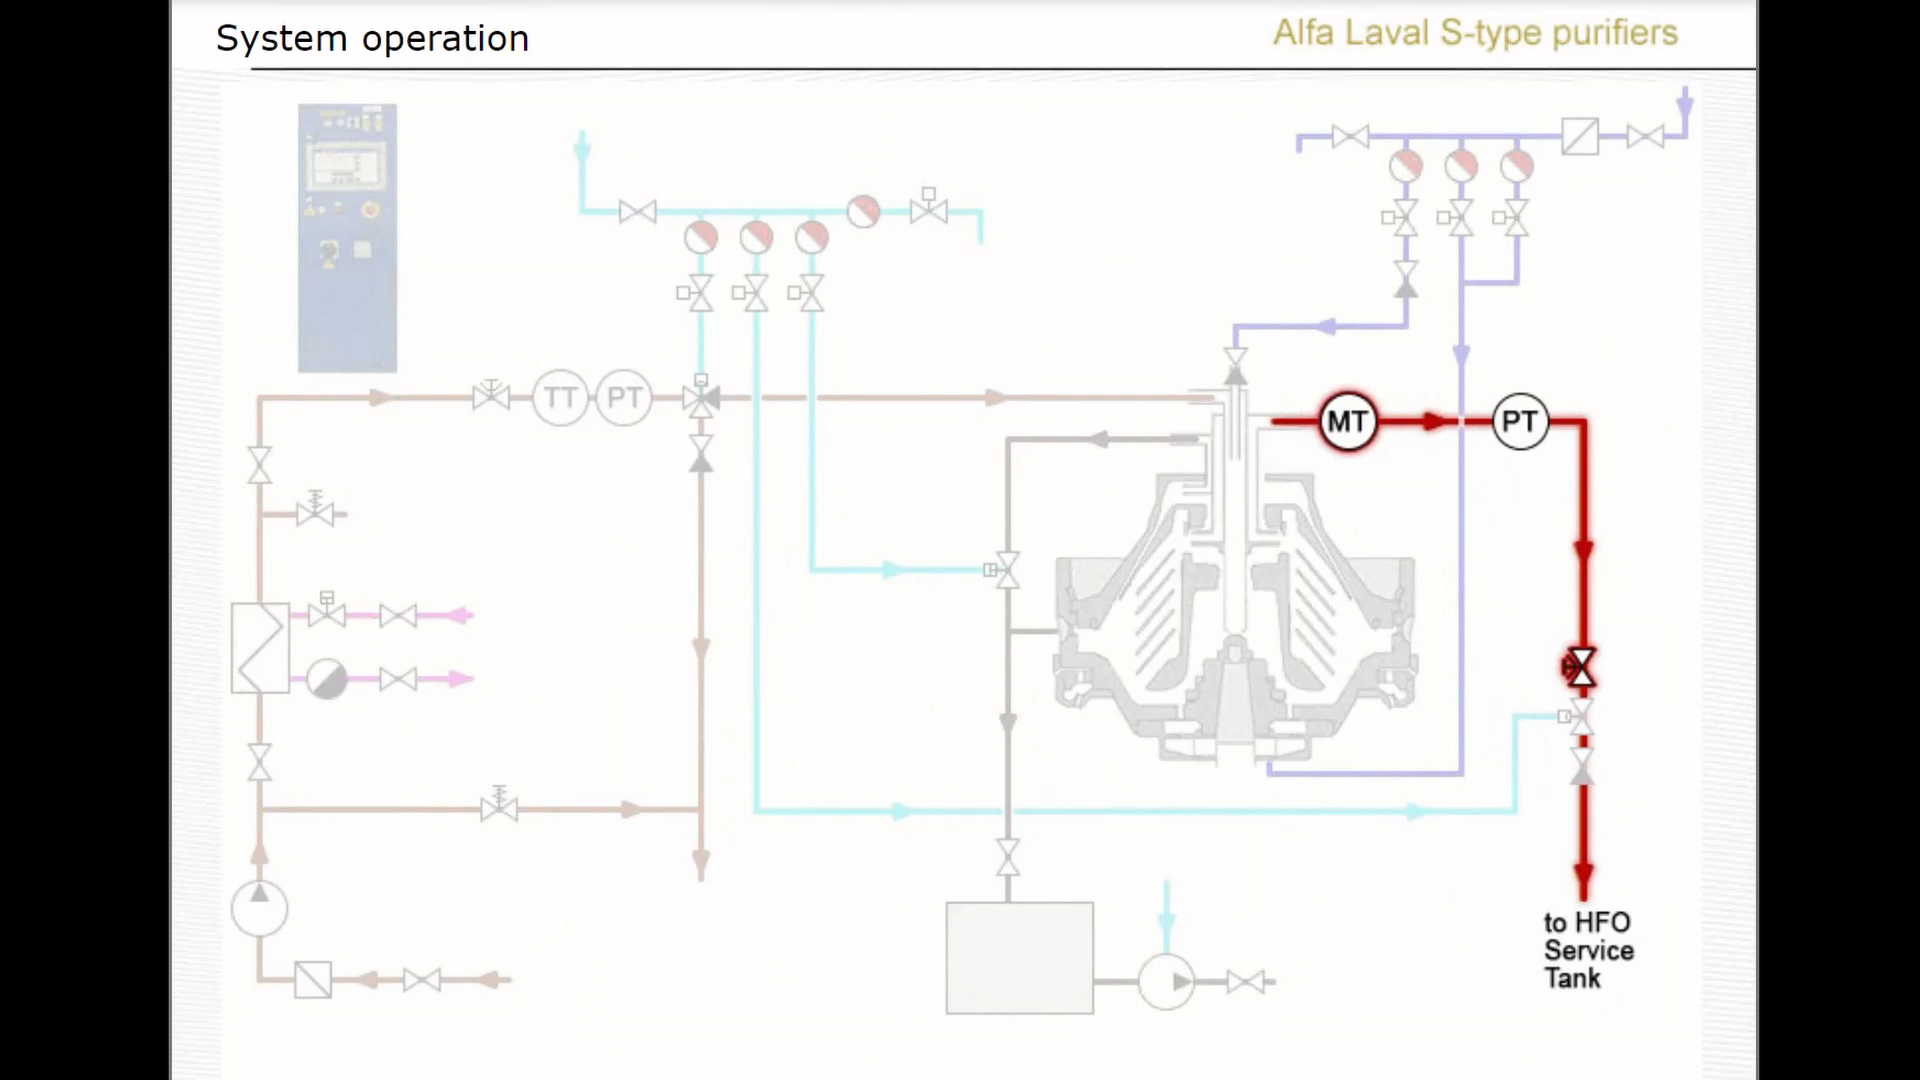 System operation
Alfa Laval S-type purifiers
TT
PT
MT
PT
to HFO
Service
Tank